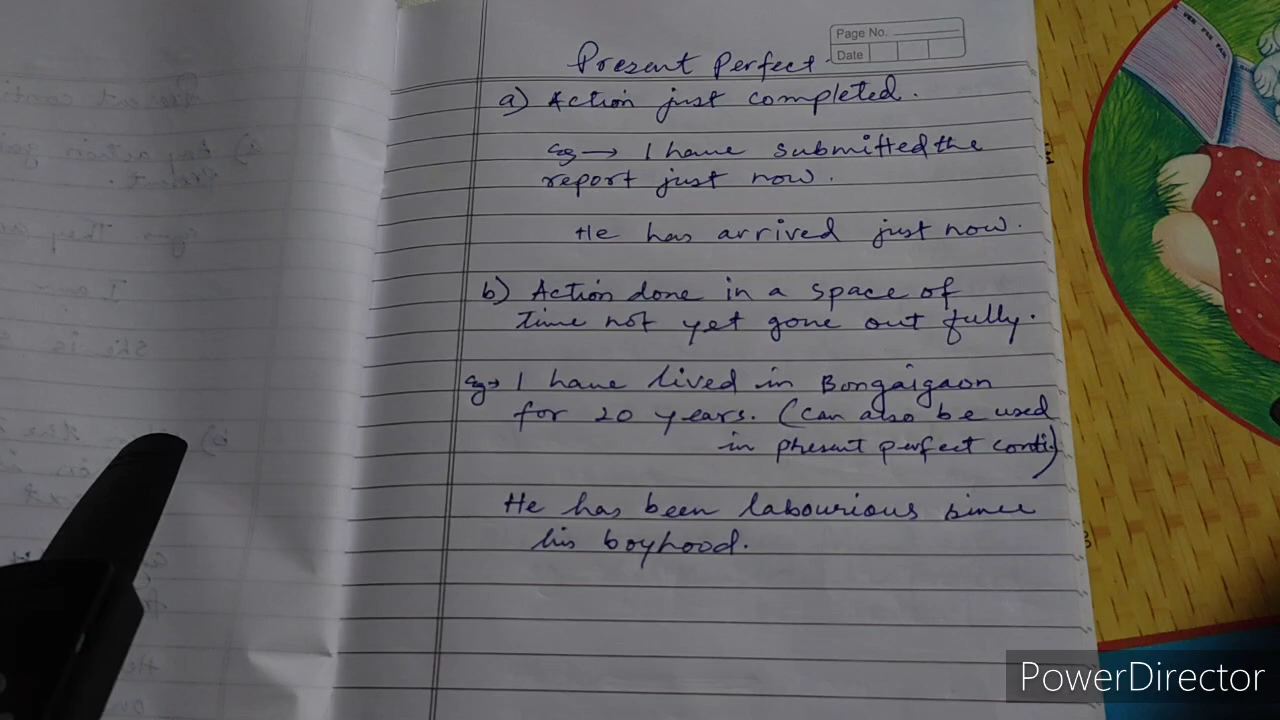 Page No.
Date
Present Perfect.
a) Action just completed.
eg → I have submitted the
report just now.
He has arrived just now.
b) Action done in a space of
time not yet gone out fully.
eg → I have lived in Bongaigaon
for 20 years. (can also be used
in present perfect conti)
He has been labourious since
his boyhood.
PowerDirector